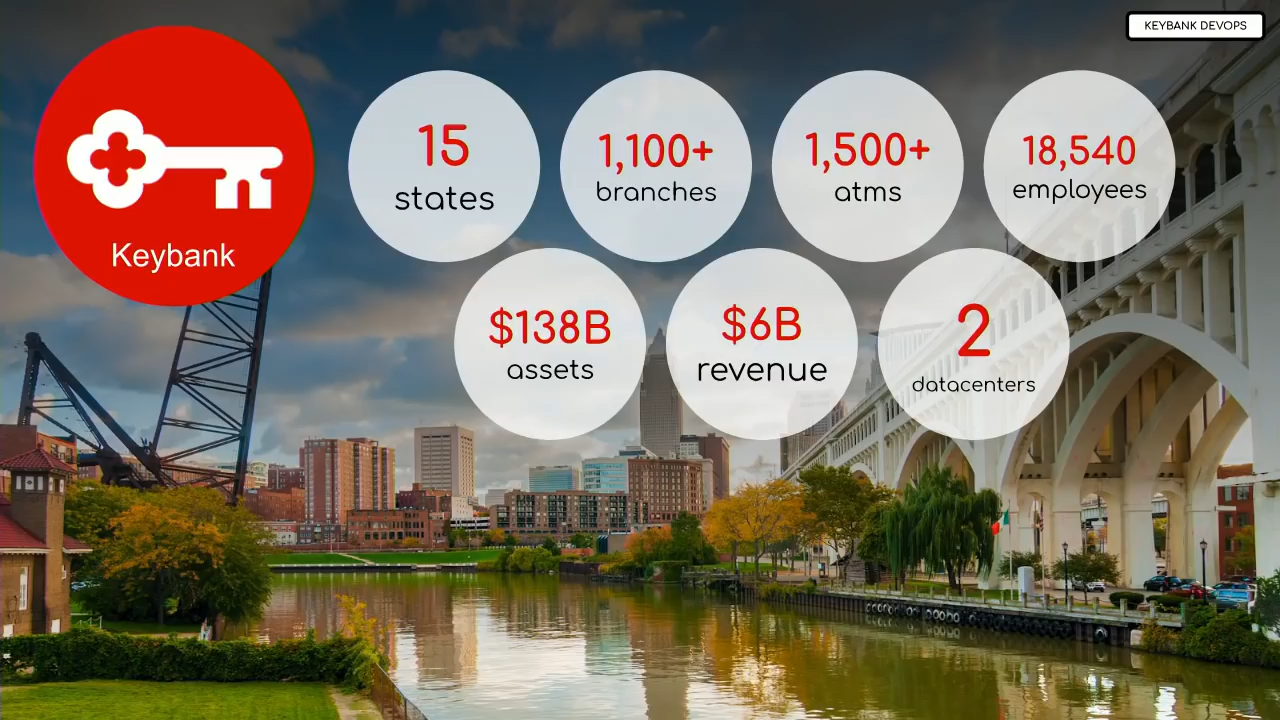 KEYBANK DEVOPS
Keybank
15
states
1,100+
branches
1,500+
atms
18,540
employees
$138B
assets
$6B
revenue
2
datacenters